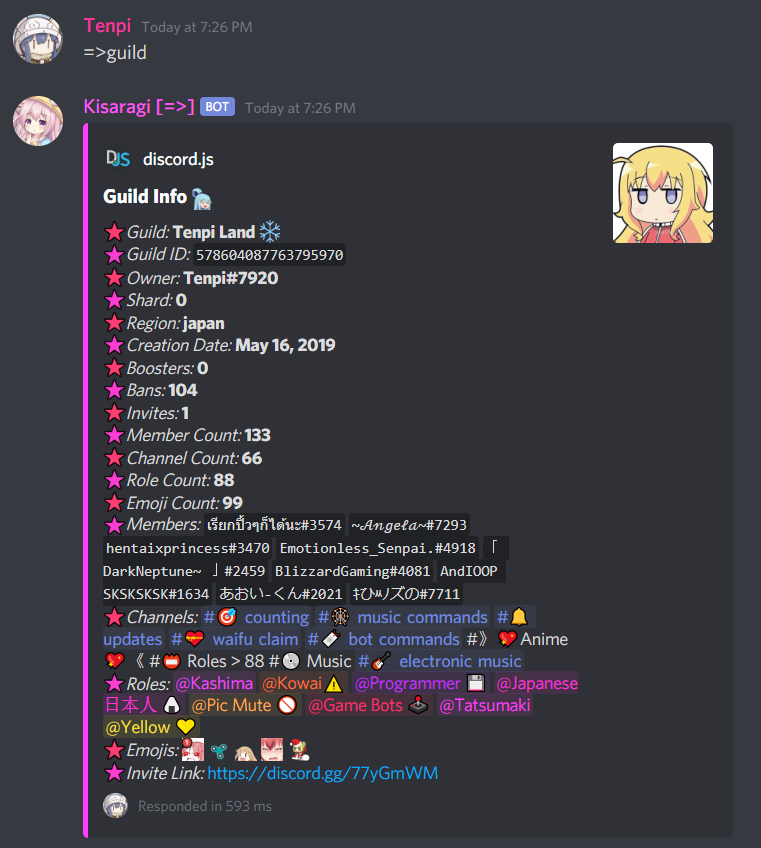 Tenpi Today at 7:26 PM
=>guild
Kisaragi [=>] BOT Today at 7:26 PM
DJS discord.js
Guild Info
Guild: Tenpi Land ❄️
Guild ID: 578604087763795970
Owner: Tenpi#7920
Shard: 0
Region: japan
Creation Date: May 16, 2019
Boosters: 0
Bans: 104
Invites: 1
Member Count: 133
Channel Count: 66
Role Count: 88
Emoji Count: 99
Members: เรียกปิ๋วๆก็ได้นะ#3574 ~𝓐𝓷𝓰𝓮𝓵𝓪~#7293
hentaixprincess#3470 Emotionless_Senpai.#4918 「
DarkNeptune~ 」#2459 BlizzardGaming#4081 AndIOOP
SKSKSKSK#1634 あおい-くん#2021 #7711
Channels: #🎯 counting #🎡 music commands #🔔
updates #💝 waifu claim # bot commands #》 💖 Anime
💖 《 #📛 Roles > 88 #💿 Music #🎸 electronic music
Roles: @Kashima @Kowai ⚠️ @Programmer 💾 @Japanese
日本人 🍙 @Pic Mute 🚫 @Game Bots 🕹️ @Tatsumaki
@Yellow 💛
Emojis:
Invite Link: https://discord.gg/77yGmWM
Responded in 593 ms